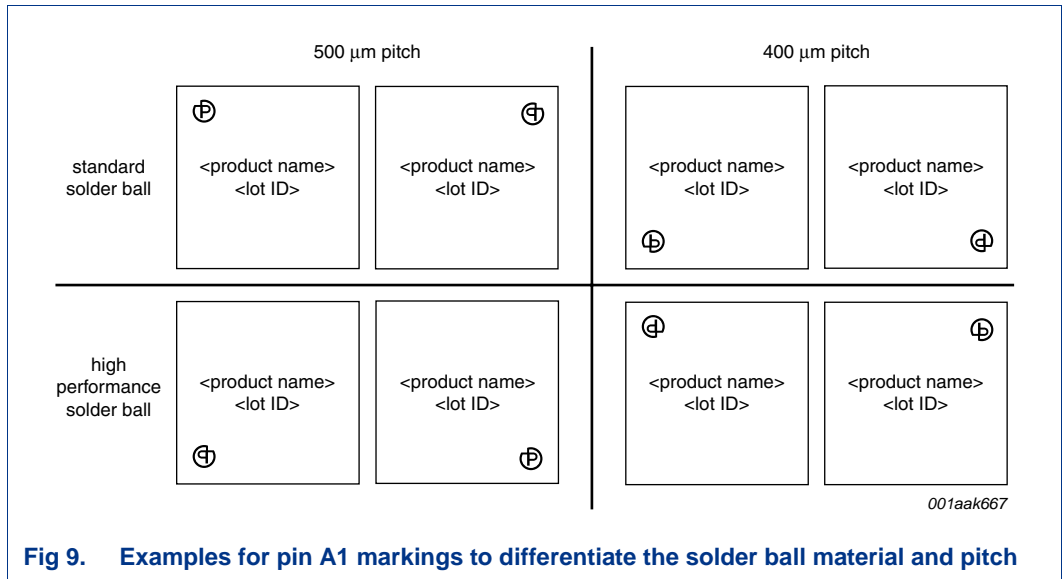 500 μm pitch
400 μm pitch
standard
solder ball
<product name>
<lot ID>
<product name>
<lot ID>
<product name>
<lot ID>
<product name>
<lot ID>
high
performance
solder ball
<product name>
<lot ID>
<product name>
<lot ID>
<product name>
<lot ID>
<product name>
<lot ID>
001aak667
Fig 9. Examples for pin A1 markings to differentiate the solder ball material and pitch